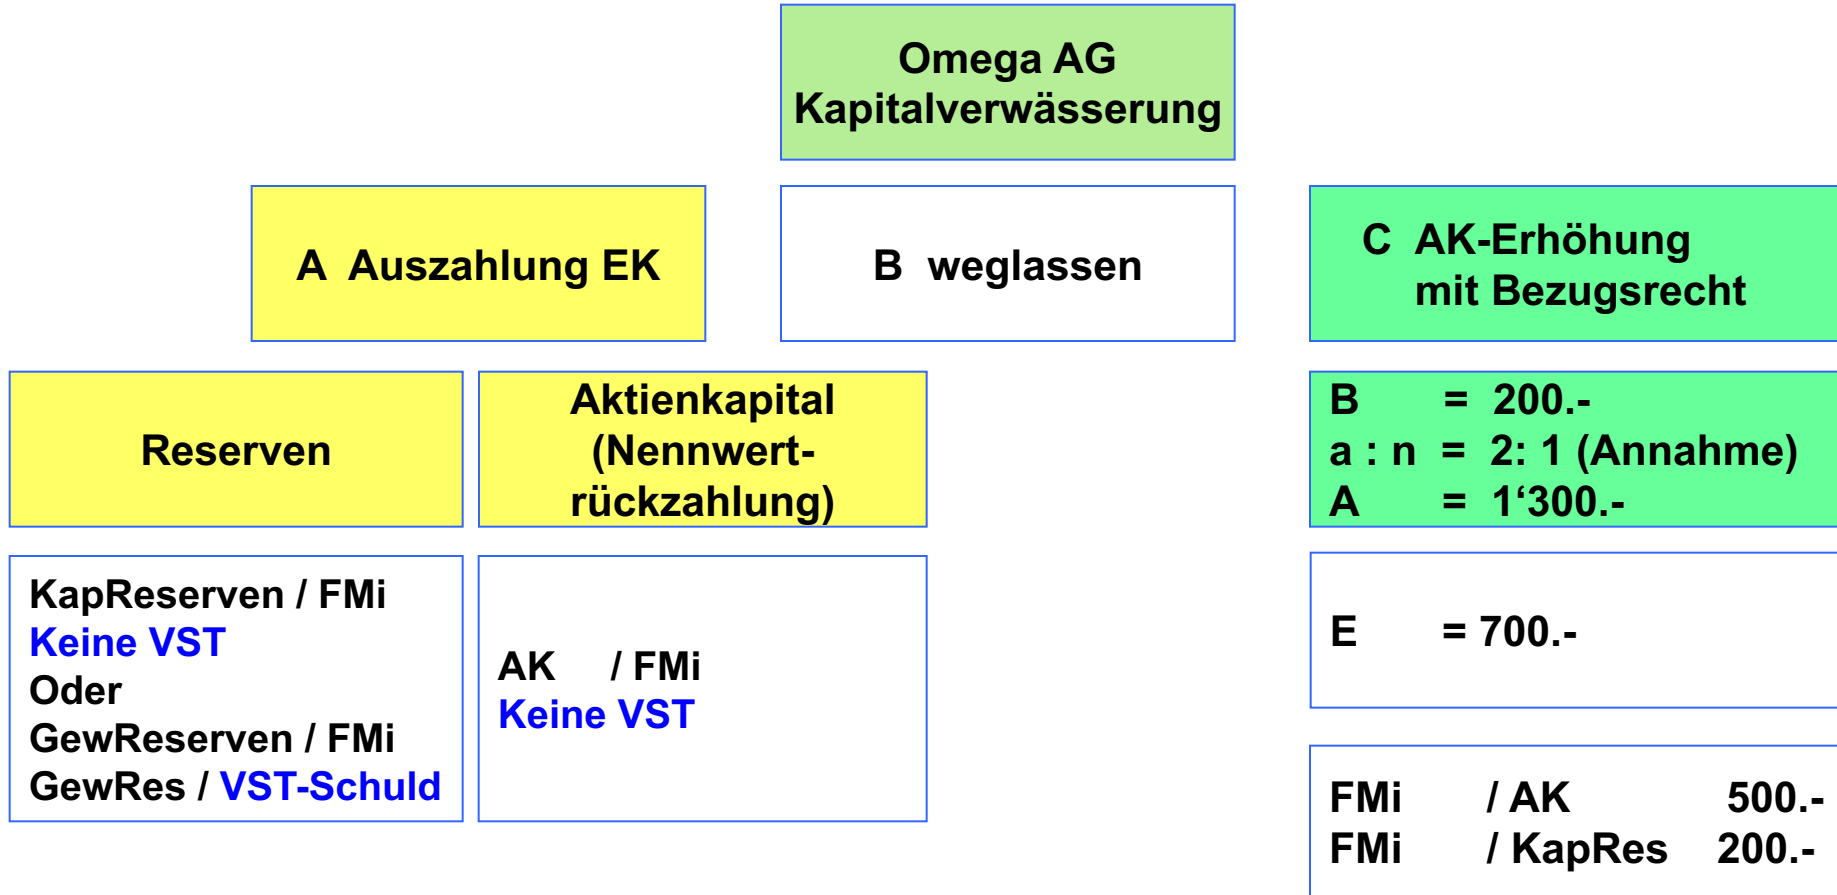 Omega AG
Kapitalverwässerung
A Auszahlung EK
B weglassen
C AK-Erhöhung
mit Bezugsrecht
Reserven
Aktienkapital
(Nennwert-
rückzahlung)
B = 200.-
a : n = 2: 1 (Annahme)
A = 1‘300.-
KapReserven / FMi
Keine VST
Oder
GewReserven / FMi
GewRes / VST-Schuld
AK / FMi
Keine VST
E = 700.-
FMi / AK 500.-
FMi / KapRes 200.-